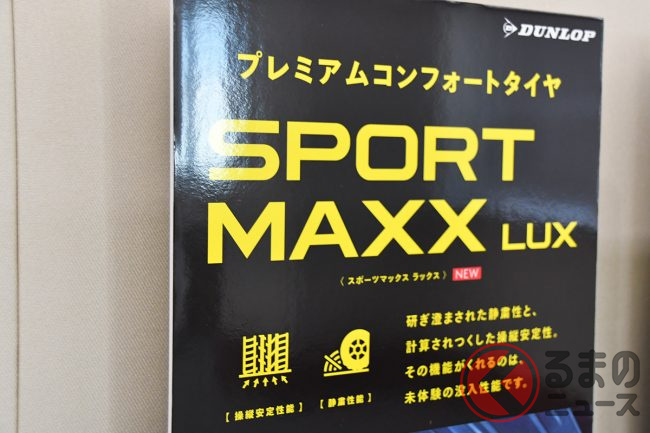 DUNLOP
プレミアムコンフォートタイヤ
SPORT
MAXX LUX
〈 スポーツマックス ラックス 〉 NEW
研ぎ澄まされた静粛性と、
計算されつくした操縦安定性。
その機能がくれるのは、
未体験の没入性能です。
[ 操縦安定性能 ] [ 静粛性能 ]
くるまの
ニュース